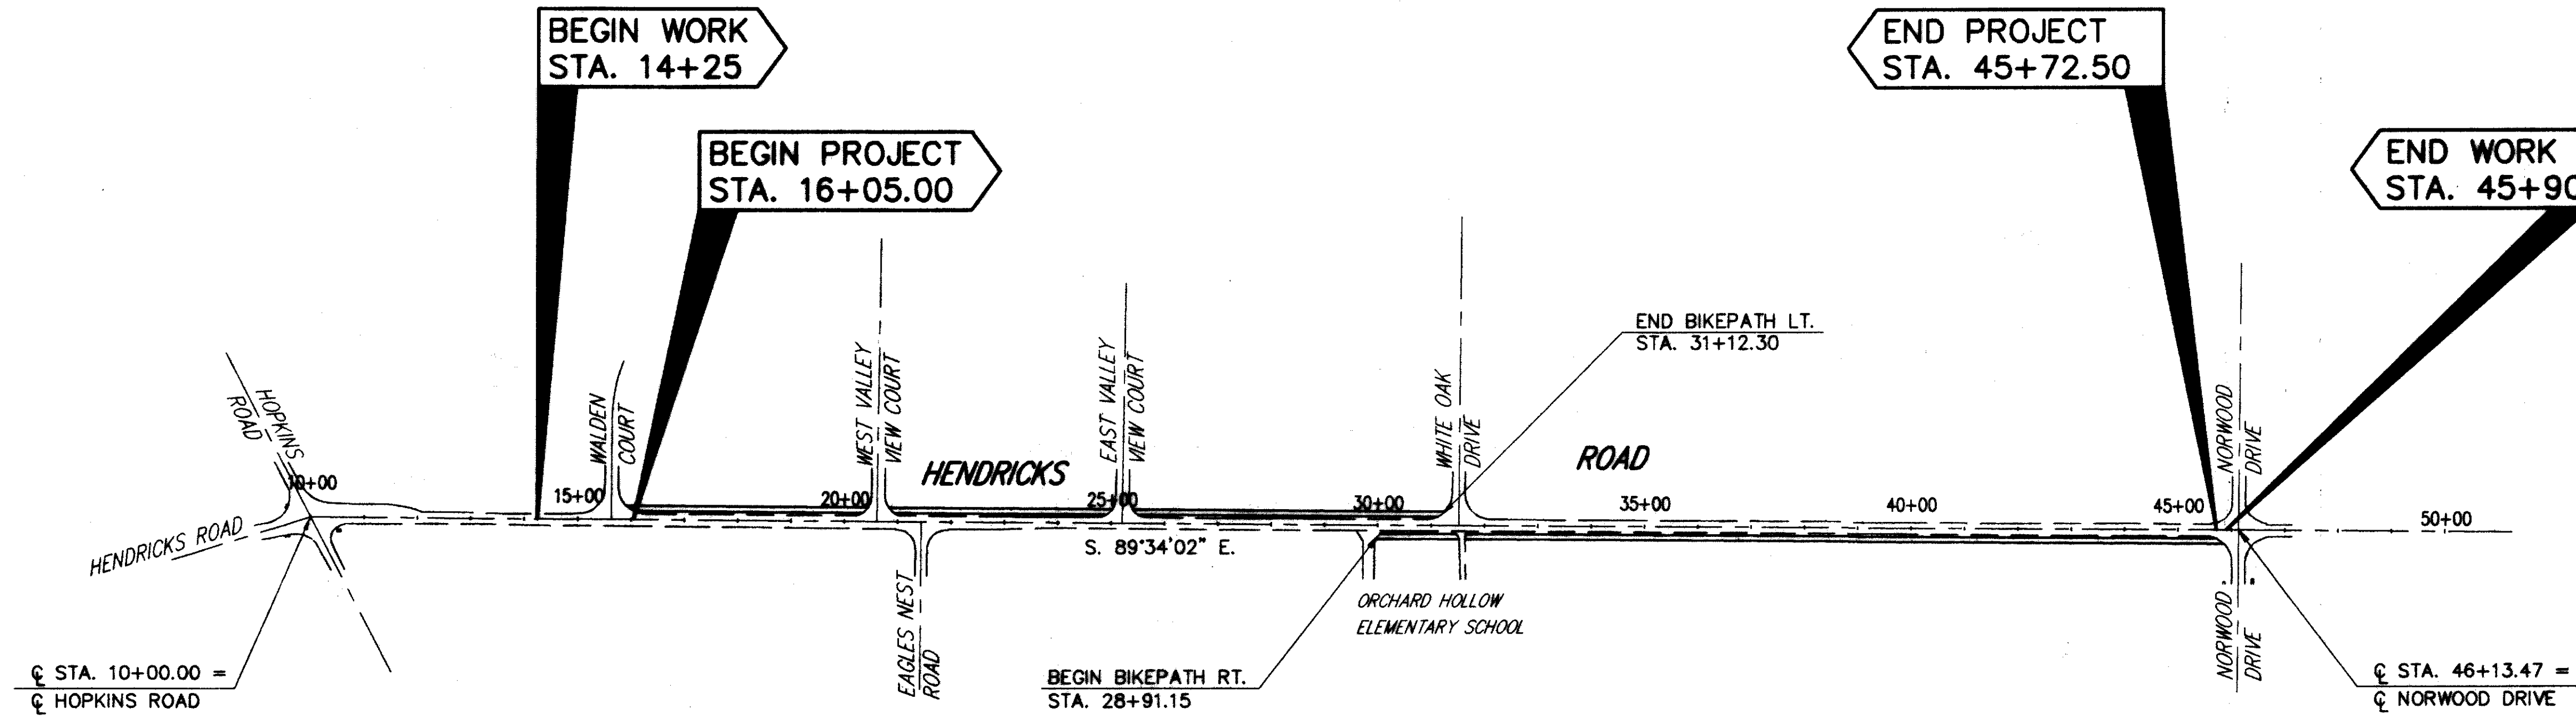 BEGIN WORK
STA. 14+25
END PROJECT
STA. 45+72.50
BEGIN PROJECT
STA. 16+05.00
END WORK
STA. 45+90
END BIKEPATH LT.
STA. 31+12.30
HOPKINS
ROAD
WALDEN
COURT
WEST VALLEY
VIEW COURT
EAST VALLEY
VIEW COURT
WHITE OAK
DRIVE
NORWOOD
DRIVE
HENDRICKS
ROAD
10+00
15+00
20+00
25+00
30+00
35+00
40+00
45+00
50+00
HENDRICKS ROAD
S. 89°34'02" E.
EAGLES NEST
ROAD
ORCHARD HOLLOW
ELEMENTARY SCHOOL
NORWOOD
DRIVE
℄ STA. 10+00.00 =
℄ HOPKINS ROAD
BEGIN BIKEPATH RT.
STA. 28+91.15
℄ STA. 46+13.47 =
℄ NORWOOD DRIVE